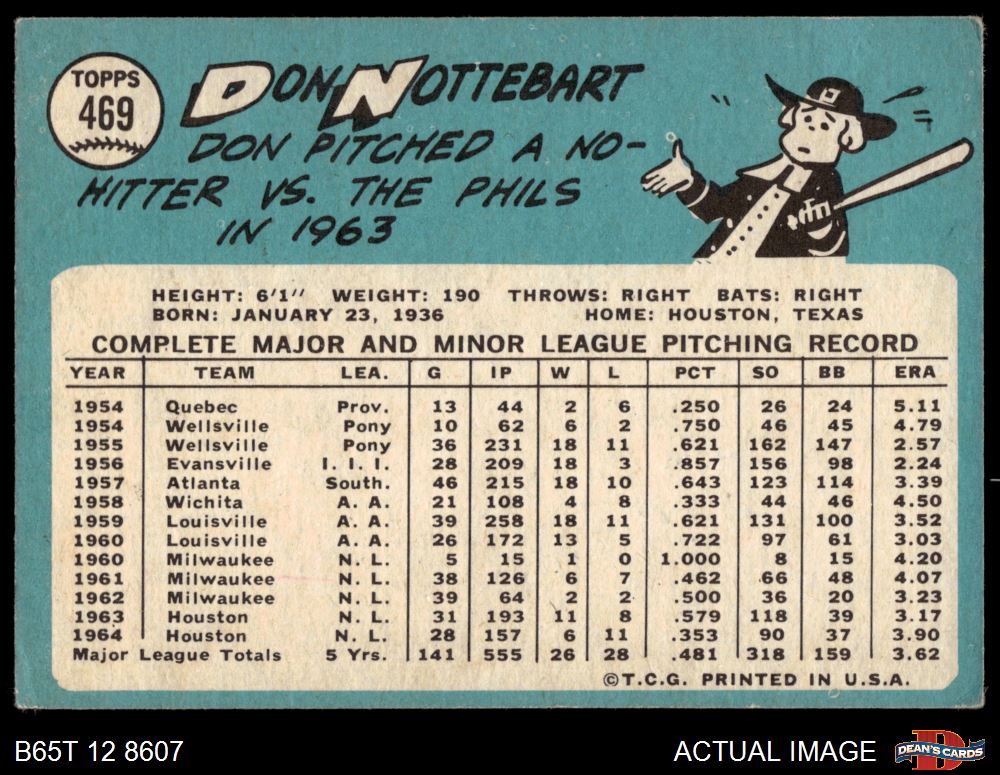 TOPPS
469
DON NOTTEBART
DON PITCHED A NO-
HITTER VS. THE PHILS
IN 1963
HEIGHT: 6'1" WEIGHT: 190 THROWS: RIGHT BATS: RIGHT
BORN: JANUARY 23, 1936 HOME: HOUSTON, TEXAS
COMPLETE MAJOR AND MINOR LEAGUE PITCHING RECORD
YEAR TEAM LEA. G IP W L PCT SO BB ERA
1954 Quebec Prov. 13 44 2 6 .250 26 24 5.11
1954 Wellsville Pony 10 62 6 2 .750 46 45 4.79
1955 Wellsville Pony 36 231 18 11 .621 162 147 2.57
1956 Evansville I. I. I. 28 209 18 3 .857 156 98 2.24
1957 Atlanta South. 46 215 18 10 .643 123 114 3.39
1958 Wichita A. A. 21 108 4 8 .333 44 46 4.50
1959 Louisville A. A. 39 258 18 11 .621 131 100 3.52
1960 Louisville A. A. 26 172 13 5 .722 97 61 3.03
1960 Milwaukee N. L. 5 15 1 0 1.000 8 15 4.20
1961 Milwaukee N. L. 38 126 6 7 .462 66 48 4.07
1962 Milwaukee N. L. 39 64 2 2 .500 36 20 3.23
1963 Houston N. L. 31 193 11 8 .579 118 39 3.17
1964 Houston N. L. 28 157 6 11 .353 90 37 3.90
Major League Totals 5 Yrs. 141 555 26 28 .481 318 159 3.62
©T.C.G. PRINTED IN U.S.A.
B65T 12 8607 ACTUAL IMAGE DEAN'S CARDS